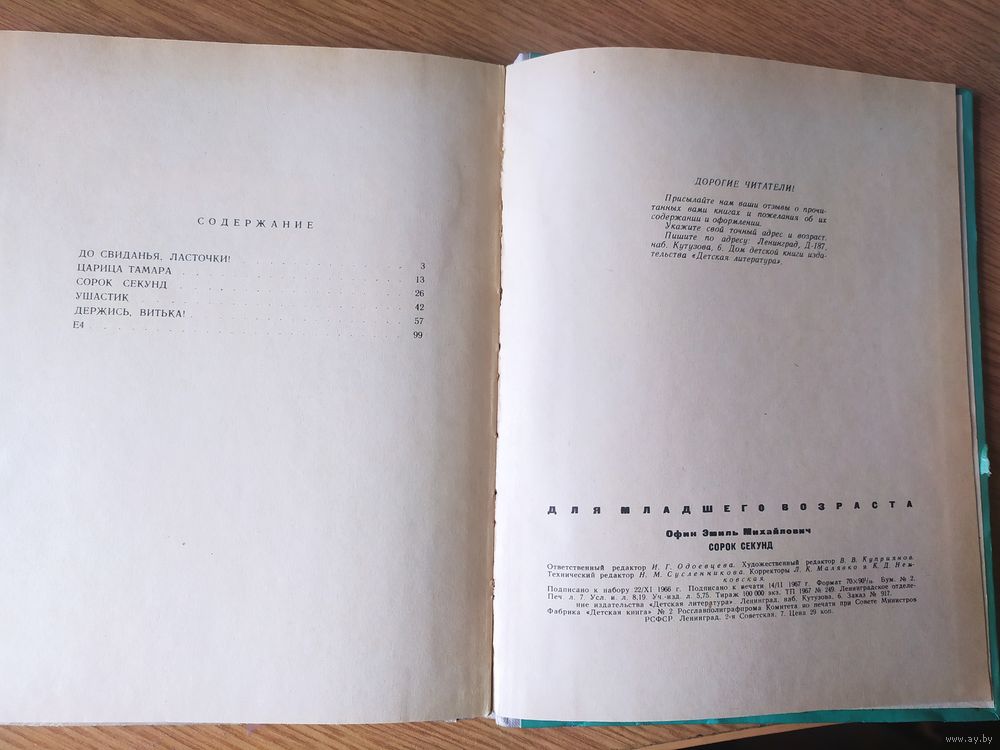 СОДЕРЖАНИЕ
ДО СВИДАНЬЯ, ЛАСТОЧКИ! 3
ЦАРИЦА ТАМАРА 13
СОРОК СЕКУНД 26
УШАСТИК 42
ДЕРЖИСЬ, ВИТЬКА! 57
Е4 99
ДОРОГИЕ ЧИТАТЕЛИ!
Присылайте нам ваши отзывы о прочи-
танных вами книгах и пожелания об их
содержании и оформлении.
Укажите свой точный адрес и возраст.
Пишите по адресу: Ленинград, Д-187,
наб. Кутузова, 6. Дом детской книги изда-
тельства «Детская литература».
ДЛЯ МЛАДШЕГО ВОЗРАСТА
Офин Эмиль Михайлович
СОРОК СЕКУНД
Ответственный редактор И. Г. Одоевцева. Художественный редактор В. В. Куприянов.
Технический редактор Н. М. Сусленникова. Корректоры Л. К. Малявко и К. Д. Нем-
ковская.
Подписано к набору 22/XI 1966 г. Подписано к печати 14/II 1967 г. Формат 70×90¹/₁₆. Бум. № 2.
Печ. л. 7. Усл. п. л. 8,19. Уч.-изд. л. 5,75. Тираж 100 000 экз. ТП 1967 № 249. Ленинградское отделе-
ние издательства «Детская литература». Ленинград, наб. Кутузова, 6. Заказ № 917.
Фабрика «Детская книга» № 2 Росглавполиграфпрома Комитета по печати при Совете Министров
РСФСР. Ленинград, 2-я Советская, 7. Цена 29 коп.
www.ay.by